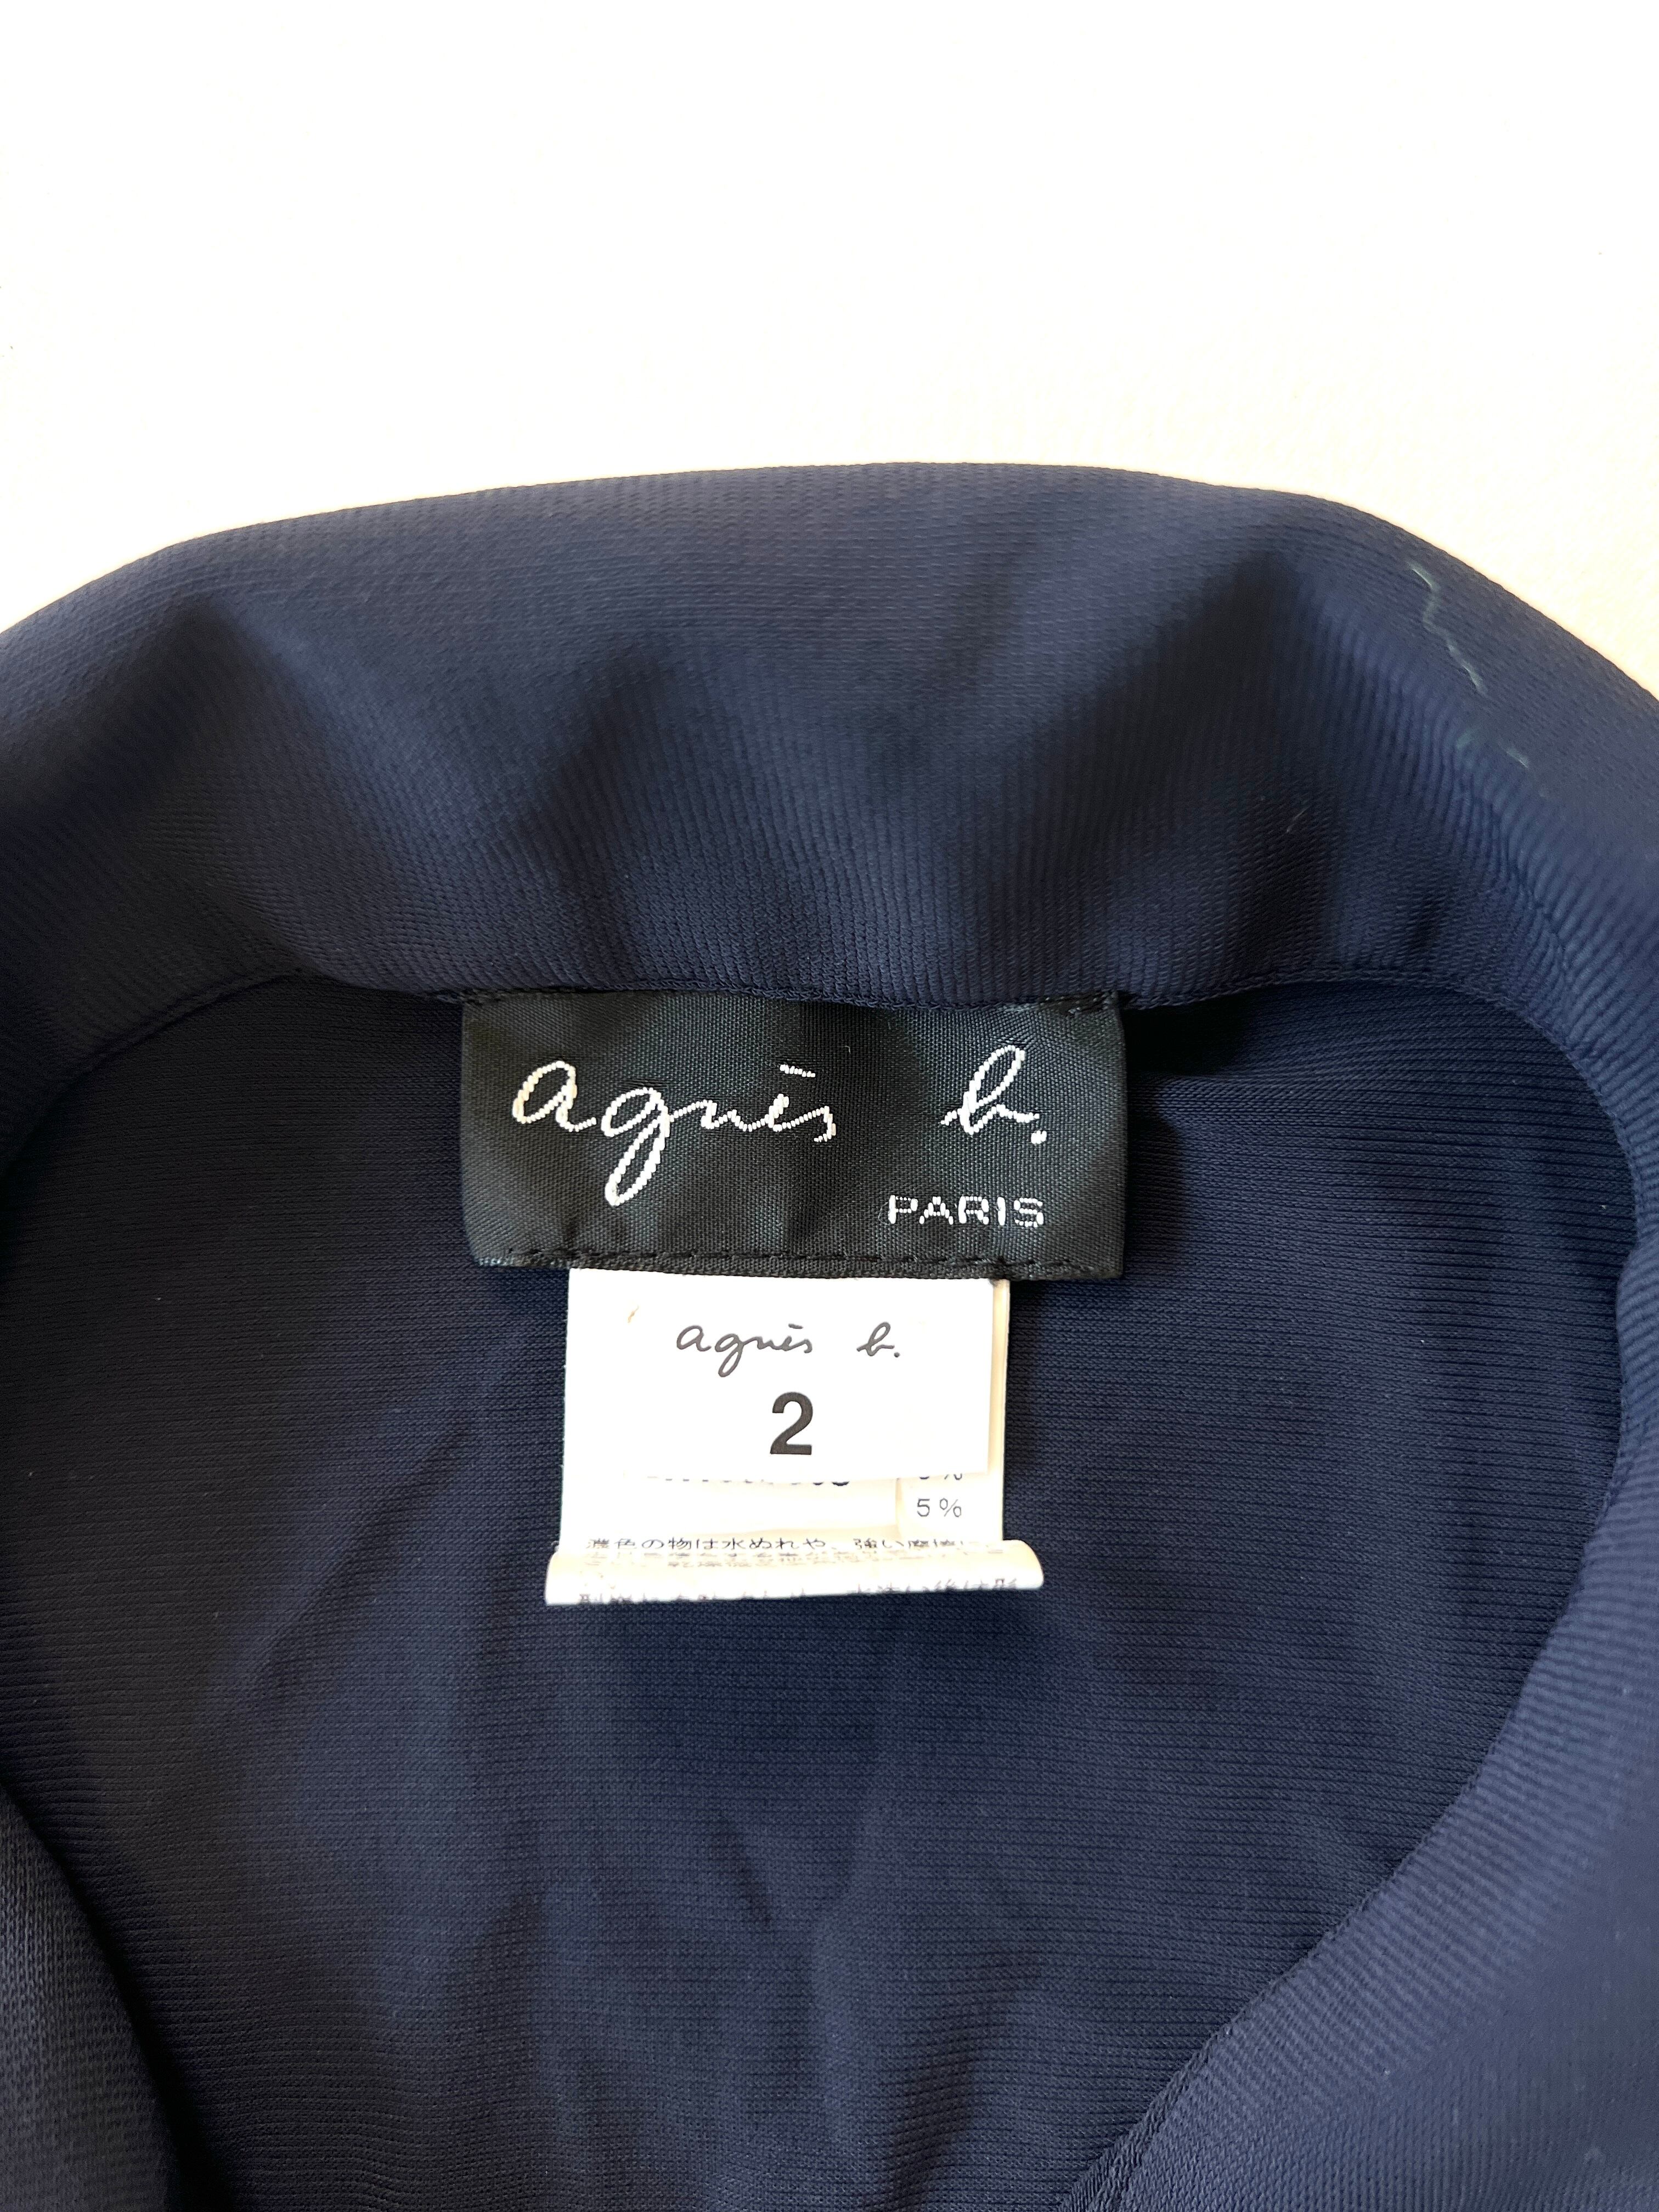 agnès b.
PARIS
agnès b.
2
5%
濃色の物は水ぬれや、強い摩擦に